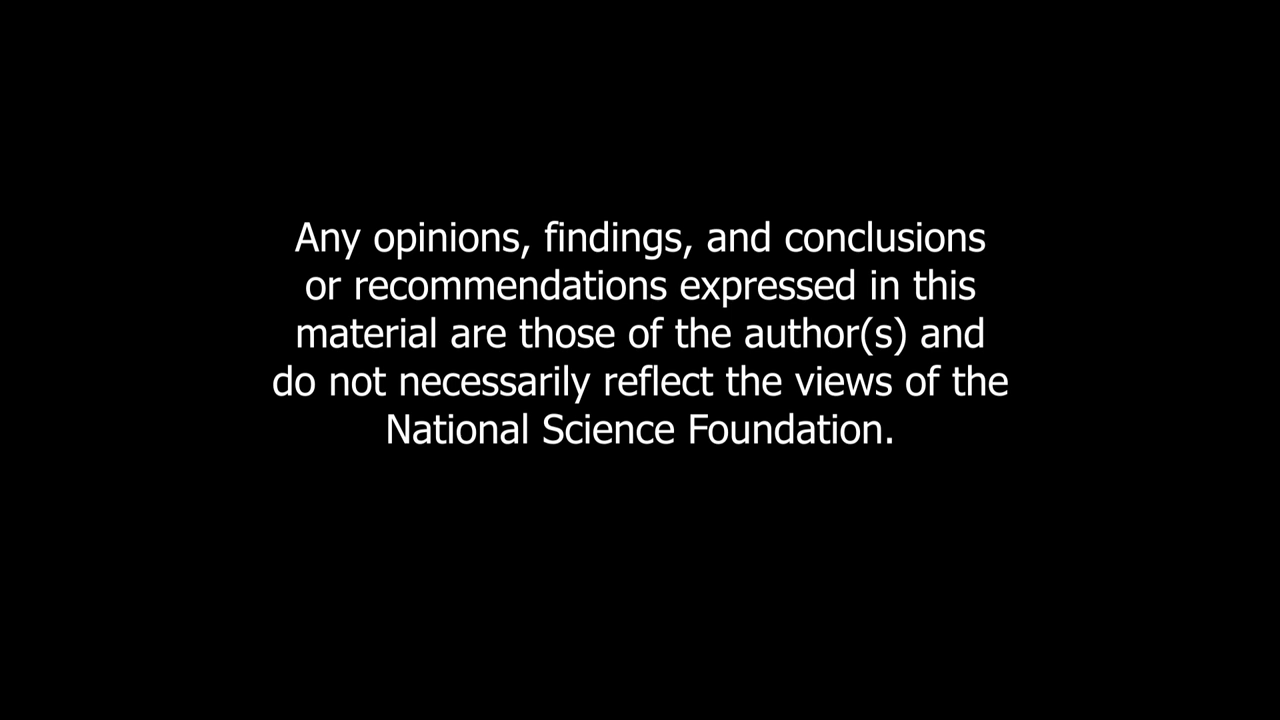 Any opinions, findings, and conclusions
or recommendations expressed in this
material are those of the author(s) and
do not necessarily reflect the views of the
National Science Foundation.